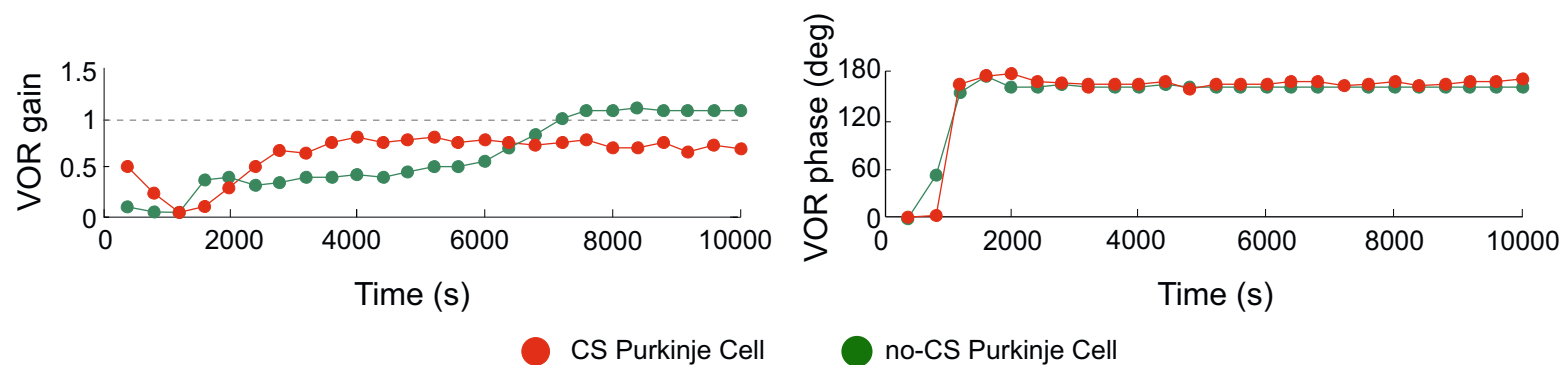 VOR gain
1.5
1
0.5
0
0 2000 4000 6000 8000 10000
Time (s)
VOR phase (deg)
180
120
60
0
0 2000 4000 6000 8000 10000
Time (s)
CS Purkinje Cell
no-CS Purkinje Cell